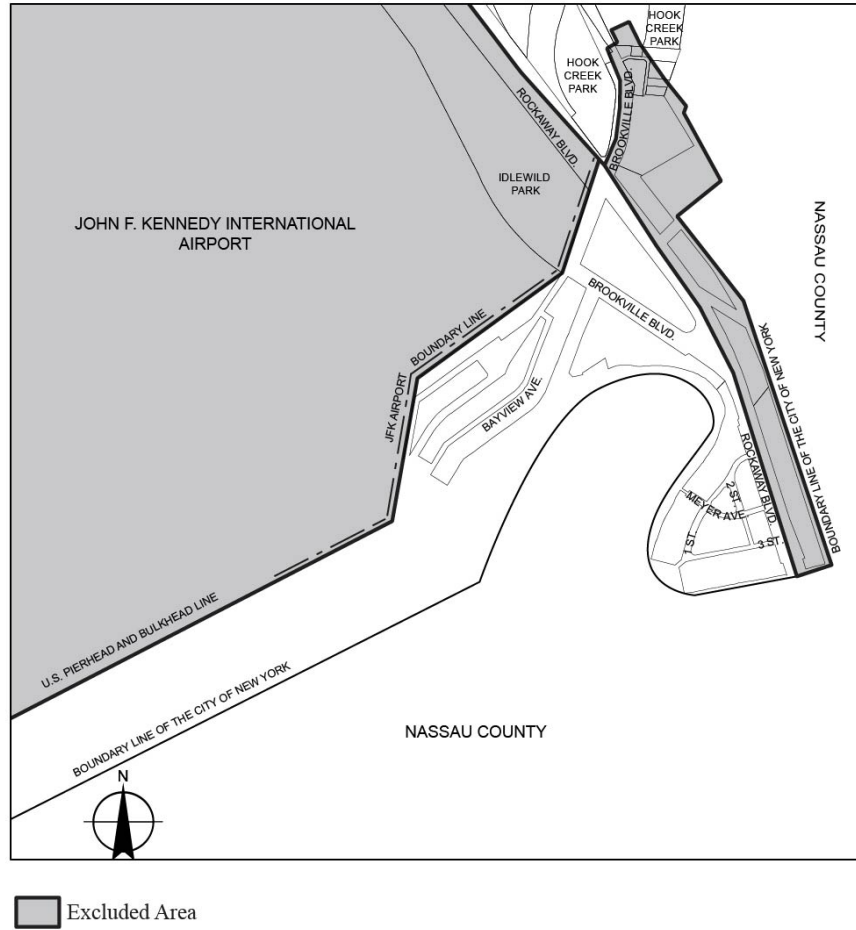 HOOK
CREEK
PARK
HOOK
CREEK
PARK
ROCKAWAY BLVD.
BROOKVILLE BLVD.
IDLEWILD
PARK
JOHN F. KENNEDY INTERNATIONAL
AIRPORT
NASSAU COUNTY
BROOKVILLE BLVD.
BOUNDARY LINE
JFK AIRPORT
BAYVIEW AVE.
BOUNDARY LINE OF THE CITY OF NEW YORK
ROCKAWAY BLVD.
2 ST.
MEYER AVE.
1 ST.
3 ST.
U.S. PIERHEAD AND BULKHEAD LINE
BOUNDARY LINE OF THE CITY OF NEW YORK
NASSAU COUNTY
N
Excluded Area